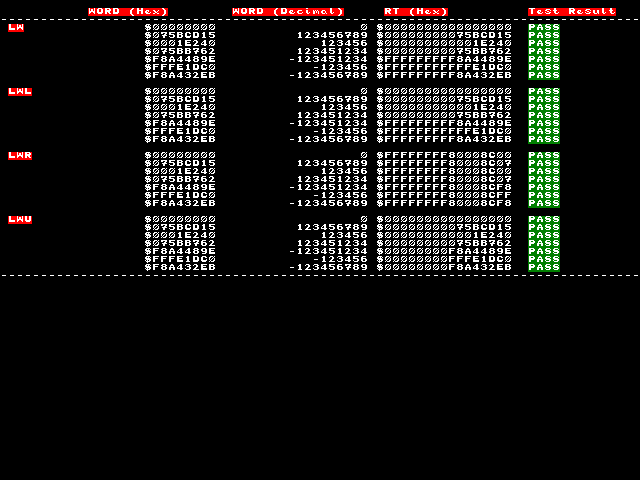 WORD (Hex) WORD (Decimal) RT (Hex) Test Result
LW $00000000 0 $0000000000000000 PASS
$075BCD15 123456789 $00000000075BCD15 PASS
$0001E240 123456 $000000000001E240 PASS
$075BB762 123451234 $00000000075BB762 PASS
$F8A4489E -123451234 $FFFFFFFFF8A4489E PASS
$FFFE1DC0 -123456 $FFFFFFFFFFFE1DC0 PASS
$F8A432EB -123456789 $FFFFFFFFF8A432EB PASS
LWL $00000000 0 $0000000000000000 PASS
$075BCD15 123456789 $00000000075BCD15 PASS
$0001E240 123456 $000000000001E240 PASS
$075BB762 123451234 $00000000075BB762 PASS
$F8A4489E -123451234 $FFFFFFFFF8A4489E PASS
$FFFE1DC0 -123456 $FFFFFFFFFFFE1DC0 PASS
$F8A432EB -123456789 $FFFFFFFFF8A432EB PASS
LWR $00000000 0 $FFFFFFFF80008C00 PASS
$075BCD15 123456789 $FFFFFFFF80008C07 PASS
$0001E240 123456 $FFFFFFFF80008C00 PASS
$075BB762 123451234 $FFFFFFFF80008C07 PASS
$F8A4489E -123451234 $FFFFFFFF80008CF8 PASS
$FFFE1DC0 -123456 $FFFFFFFF80008CFF PASS
$F8A432EB -123456789 $FFFFFFFF80008CF8 PASS
LWU $00000000 0 $0000000000000000 PASS
$075BCD15 123456789 $00000000075BCD15 PASS
$0001E240 123456 $000000000001E240 PASS
$075BB762 123451234 $00000000075BB762 PASS
$F8A4489E -123451234 $00000000F8A4489E PASS
$FFFE1DC0 -123456 $00000000FFFE1DC0 PASS
$F8A432EB -123456789 $00000000F8A432EB PASS